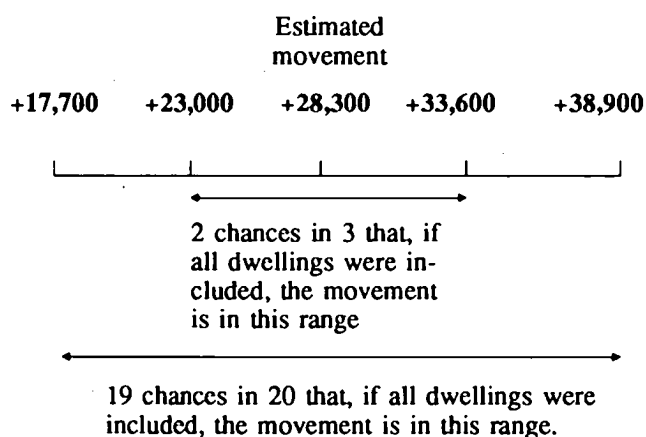 Estimated
movement
+17,700 +23,000 +28,300 +33,600 +38,900
2 chances in 3 that, if
all dwellings were in-
cluded, the movement
is in this range
19 chances in 20 that, if all dwellings were
included, the movement is in this range.